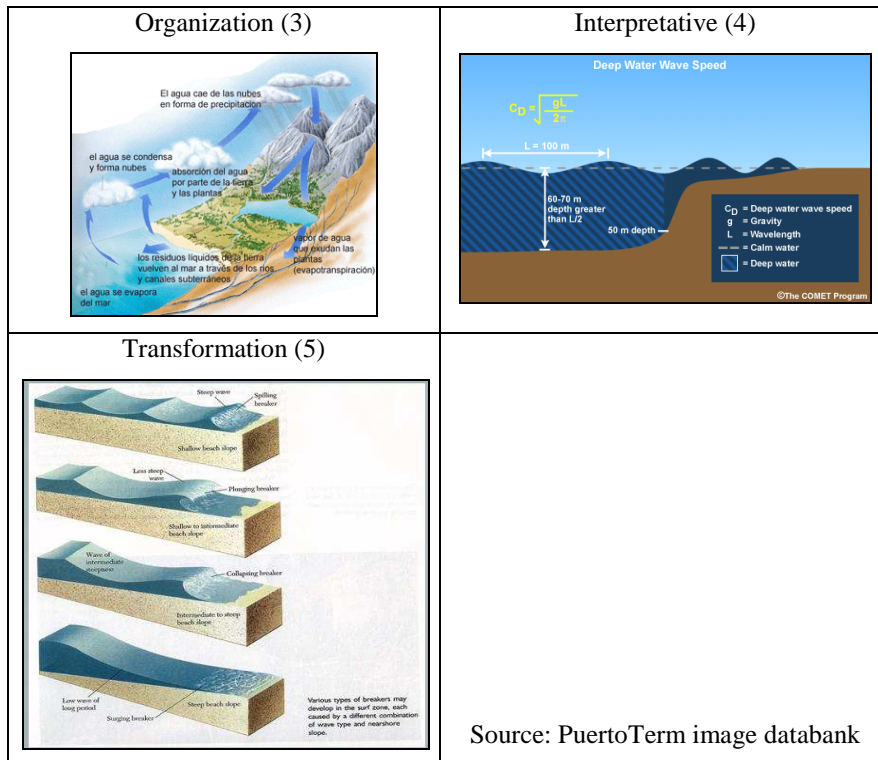 Organization (3)
El agua cae de las nubes
en forma de precipitación
el agua se condensa
y forma nubes
absorción del agua
por parte de la tierra
y las plantas
vapor de agua
que exudan las
plantas
(evapotranspiración)
los residuos líquidos de la tierra
vuelven al mar a través de los ríos
y canales subterráneos
el agua se evapora
del mar
Interpretative (4)
Deep Water Wave Speed
C_D = √(gL/2π)
L = 100 m
60-70 m
depth greater
than L/2
50 m depth
C_D = Deep water wave speed
g = Gravity
L = Wavelength
= Calm water
= Deep water
©The COMET Program
Transformation (5)
Steep wave
Spilling
breaker
Shallow beach slope
Less steep
wave
Plunging breaker
Shallow to intermediate
beach slope
Wave of
intermediate
steepness
Collapsing breaker
Intermediate to steep
beach slope
Low wave of
long period
Surging breaker
Steep beach slope
Various types of breakers may
develop in the surf zone, each
caused by a different combination
of wave type and nearshore
slope.
Source: PuertoTerm image databank